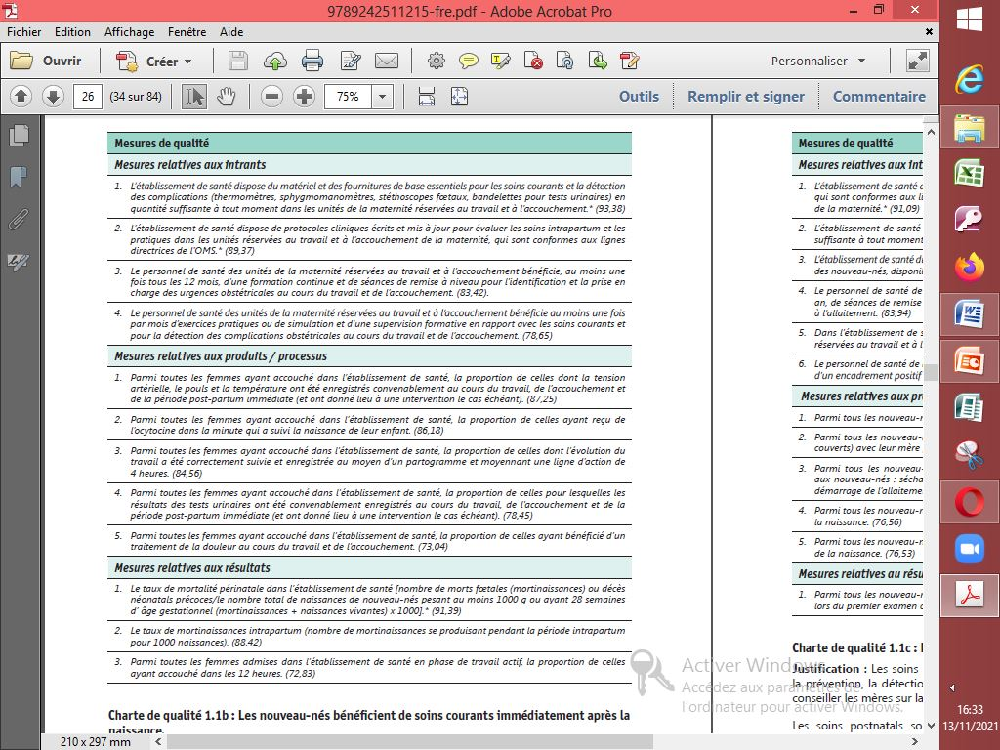 9789242511215-fre.pdf - Adobe Acrobat Pro
Fichier Edition Affichage Fenêtre Aide
Ouvrir Créer Personnaliser
26 (34 sur 84) 75% Outils Remplir et signer Commentaire
Mesures de qualité
Mesures relatives aux intrants
1. L'établissement de santé dispose du matériel et des fournitures de base essentiels pour les soins courants et la détection
des complications (thermomètres, sphygmomanomètres, stéthoscopes fœtaux, bandelettes pour tests urinaires) en
quantité suffisante à tout moment dans les unités de la maternité réservées au travail et à l'accouchement.* (93,38)
2. L'établissement de santé dispose de protocoles cliniques écrits et mis à jour pour évaluer les soins intrapartum et les
pratiques dans les unités réservées au travail et à l'accouchement de la maternité, qui sont conformes aux lignes
directrices de l'OMS.* (89,37)
3. Le personnel de santé des unités de la maternité réservées au travail et à l'accouchement bénéficie, au moins une
fois tous les 12 mois, d'une formation continue et de séances de remise à niveau pour l'identification et la prise en
charge des urgences obstétricales au cours du travail et de l'accouchement. (83,42).
4. Le personnel de santé des unités de la maternité réservées au travail et à l'accouchement bénéficie au moins une fois
par mois d'exercices pratiques ou de simulation et d'une supervision formative en rapport avec les soins courants et
pour la détection des complications obstétricales au cours du travail et de l'accouchement. (78,65)
Mesures relatives aux produits / processus
1. Parmi toutes les femmes ayant accouché dans l'établissement de santé, la proportion de celles dont la tension
artérielle, le pouls et la température ont été enregistrés convenablement au cours du travail, de l'accouchement et
de la période post-partum immédiate (et ont donné lieu à une intervention le cas échéant). (87,25)
2. Parmi toutes les femmes ayant accouché dans l'établissement de santé, la proportion de celles ayant reçu de
l'ocytocine dans la minute qui a suivi la naissance de leur enfant. (86,18)
3. Parmi toutes les femmes ayant accouché dans l'établissement de santé, la proportion de celles dont l'évolution du
travail a été correctement suivie et enregistrée au moyen d'un partogramme et moyennant une ligne d'action de
4 heures. (84,56)
4. Parmi toutes les femmes ayant accouché dans l'établissement de santé, la proportion de celles pour lesquelles les
résultats des tests urinaires ont été convenablement enregistrés au cours du travail, de l'accouchement et de la
période post-partum immédiate (et ont donné lieu à une intervention le cas échéant). (78,45)
5. Parmi toutes les femmes ayant accouché dans l'établissement de santé, la proportion de celles ayant bénéficié d'un
traitement de la douleur au cours du travail et de l'accouchement. (73,04)
Mesures relatives aux résultats
1. Le taux de mortalité périnatale dans l'établissement de santé [nombre de morts fœtales (mortinaissances) ou décès
néonatals précoces/le nombre total de naissances de nouveau-nés pesant au moins 1000 g ou ayant 28 semaines
d' âge gestationnel (mortinaissances + naissances vivantes) x 1000].* (91,39)
2. Le taux de mortinaissances intrapartum (nombre de mortinaissances se produisant pendant la période intrapartum
pour 1000 naissances). (88,42)
3. Parmi toutes les femmes admises dans l'établissement de santé en phase de travail actif, la proportion de celles
ayant accouché dans les 12 heures. (72,83)
Charte de qualité 1.1b : Les nouveau-nés bénéficient de soins courants immédiatement après la
naissance.
Mesures de qualité
Mesures relatives aux int
1. L'établissement de santé d
qui sont conformes aux li
de la maternité.* (91,09)
2. L'établissement de santé
suffisante à tout moment
3. L'établissement de santé di
des nouveau-nés, disponil
4. Le personnel de santé de
an, de séances de remise
à l'allaitement. (83,94)
5. Dans l'établissement de s
réservées au travail et à l
6. Le personnel de santé de
d'un encadrement positif
Mesures relatives aux pr
1. Parmi tous les nouveau-n
2. Parmi tous les nouveau-
couverts) avec leur mère
3. Parmi tous les nouveau-
aux nouveau-nés : sécha
démarrage de l'allaiteme
4. Parmi tous les nouveau-n
la naissance. (76,56)
5. Parmi tous les nouveau-n
de la naissance. (76,53)
Mesures relatives au résu
1. Parmi tous les nouveau-n
lors du premier examen c
Charte de qualité 1.1c : l
Justification : Les soins
la prévention, la détectio
conseiller les mères sur la
Les soins postnatals so
Activer Windows
Accédez aux paramètres de
l'ordinateur pour activer Windows.
210 x 297 mm
16:33
13/11/2021